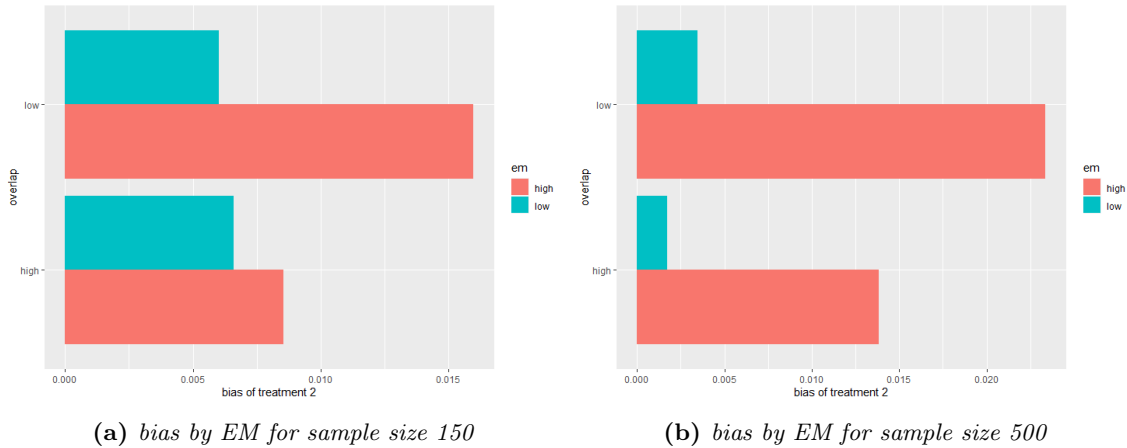 low
high
overlap
0.000 0.005 0.010 0.015
bias of treatment 2
em
high
low
(a) bias by EM for sample size 150
low
high
overlap
0.000 0.005 0.010 0.015 0.020
bias of treatment 2
em
high
low
(b) bias by EM for sample size 500